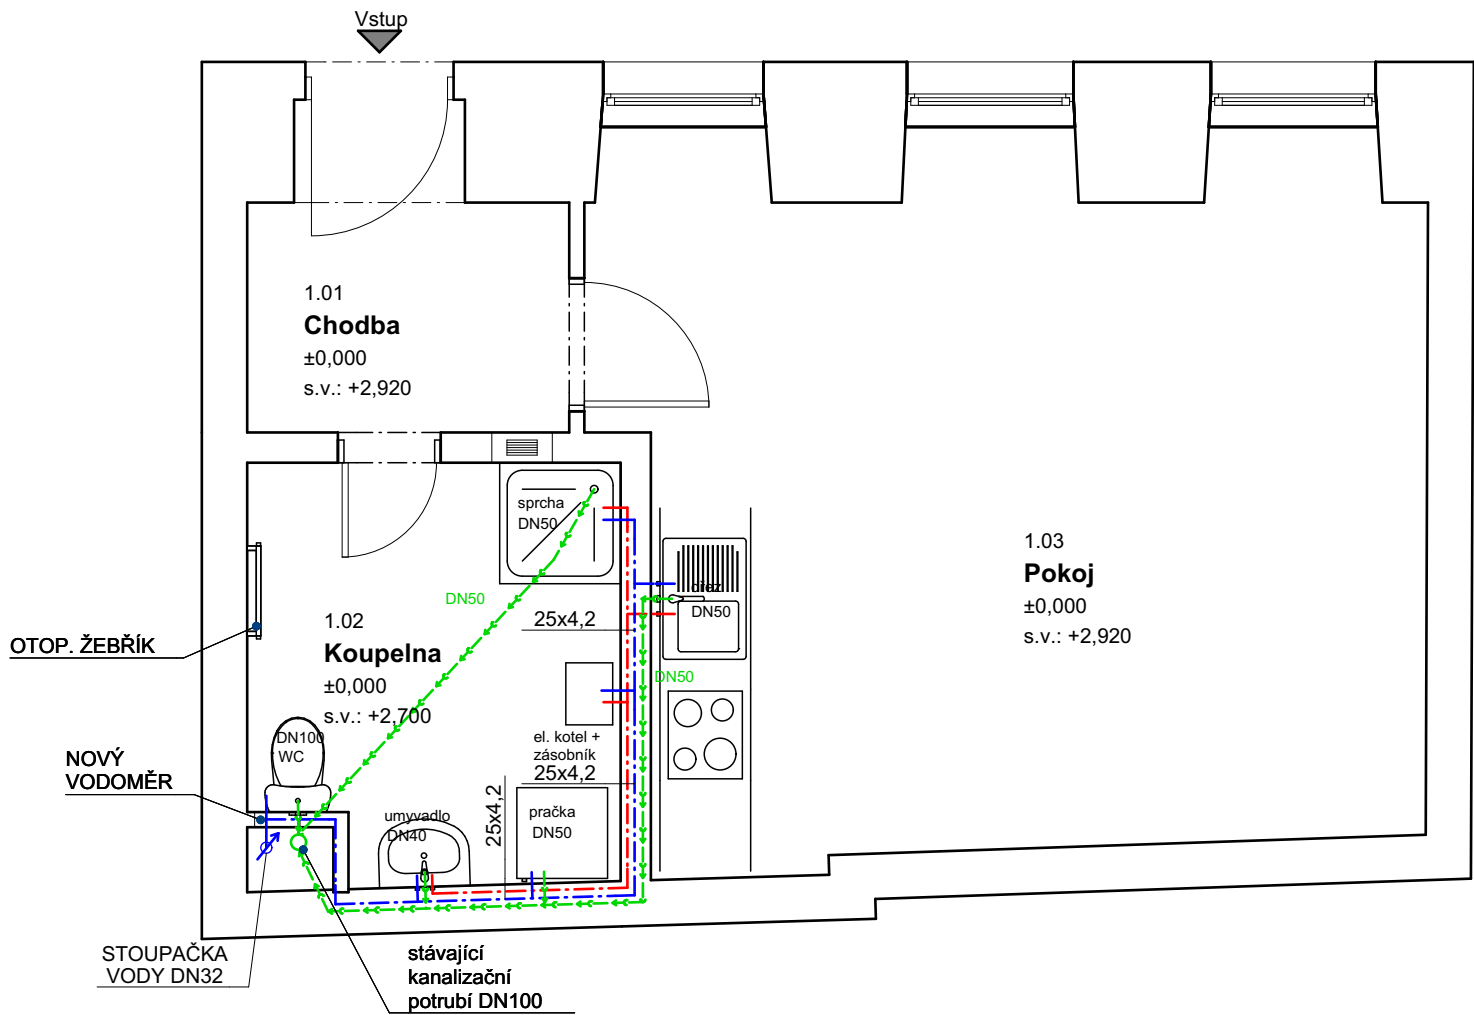 Vstup
1.01
Chodba
±0,000
s.v.: +2,920
sprcha
DN50
DN50
25x4,2
1.02
Koupelna
±0,000
s.v.: +2,700
OTOP. ŽEBŘÍK
dřez
DN50
DN50
1.03
Pokoj
±0,000
s.v.: +2,920
DN100
WC
el. kotel +
zásobník
25x4,2
25x4,2
NOVÝ
VODOMĚR
umyvadlo
DN40
pračka
DN50
STOUPAČKA
VODY DN32
stávající
kanalizační
potrubí DN100